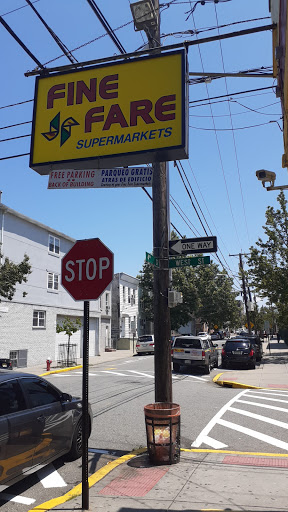 FINE
FARE
SUPERMARKETS
FREE PARKING
BACK OF BUILDING
PARQUEO GRATIS
ATRAS DE EDIFICIO
ONE WAY
STOP